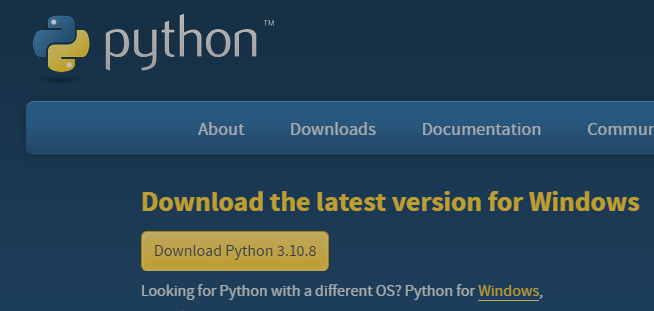 python™
About Downloads Documentation Commun
Download the latest version for Windows
Download Python 3.10.8
Looking for Python with a different OS? Python for Windows,